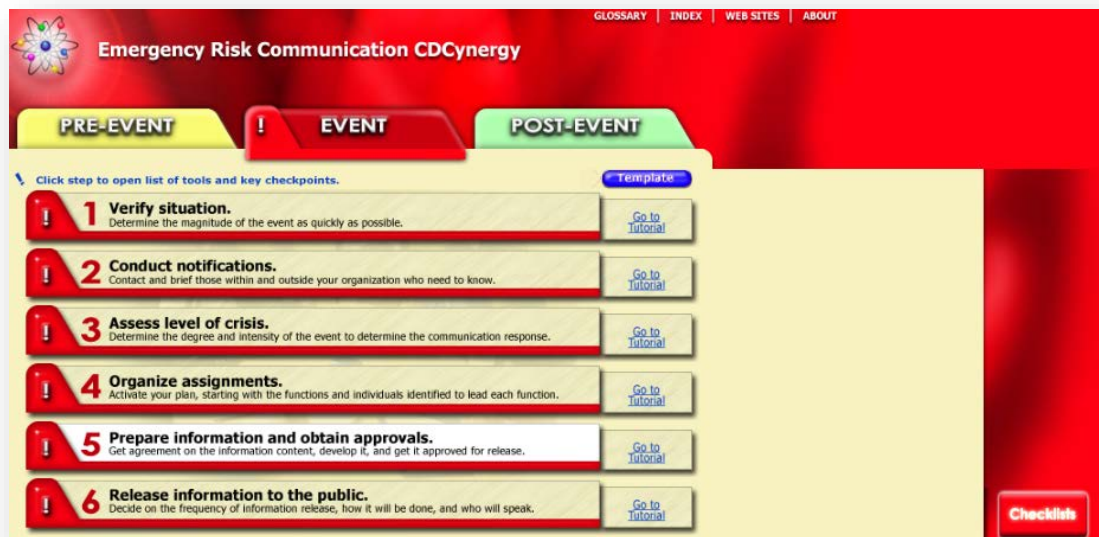 GLOSSARY | INDEX | WEB SITES | ABOUT
Emergency Risk Communication CDCynergy
PRE-EVENT
! EVENT
POST-EVENT
! Click step to open list of tools and key checkpoints.
Template
! 1 Verify situation.
Determine the magnitude of the event as quickly as possible.
Go to
Tutorial
! 2 Conduct notifications.
Contact and brief those within and outside your organization who need to know.
Go to
Tutorial
! 3 Assess level of crisis.
Determine the degree and intensity of the event to determine the communication response.
Go to
Tutorial
! 4 Organize assignments.
Activate your plan, starting with the functions and individuals identified to lead each function.
Go to
Tutorial
! 5 Prepare information and obtain approvals.
Get agreement on the information content, develop it, and get it approved for release.
Go to
Tutorial
! 6 Release information to the public.
Decide on the frequency of information release, how it will be done, and who will speak.
Go to
Tutorial
Checklists